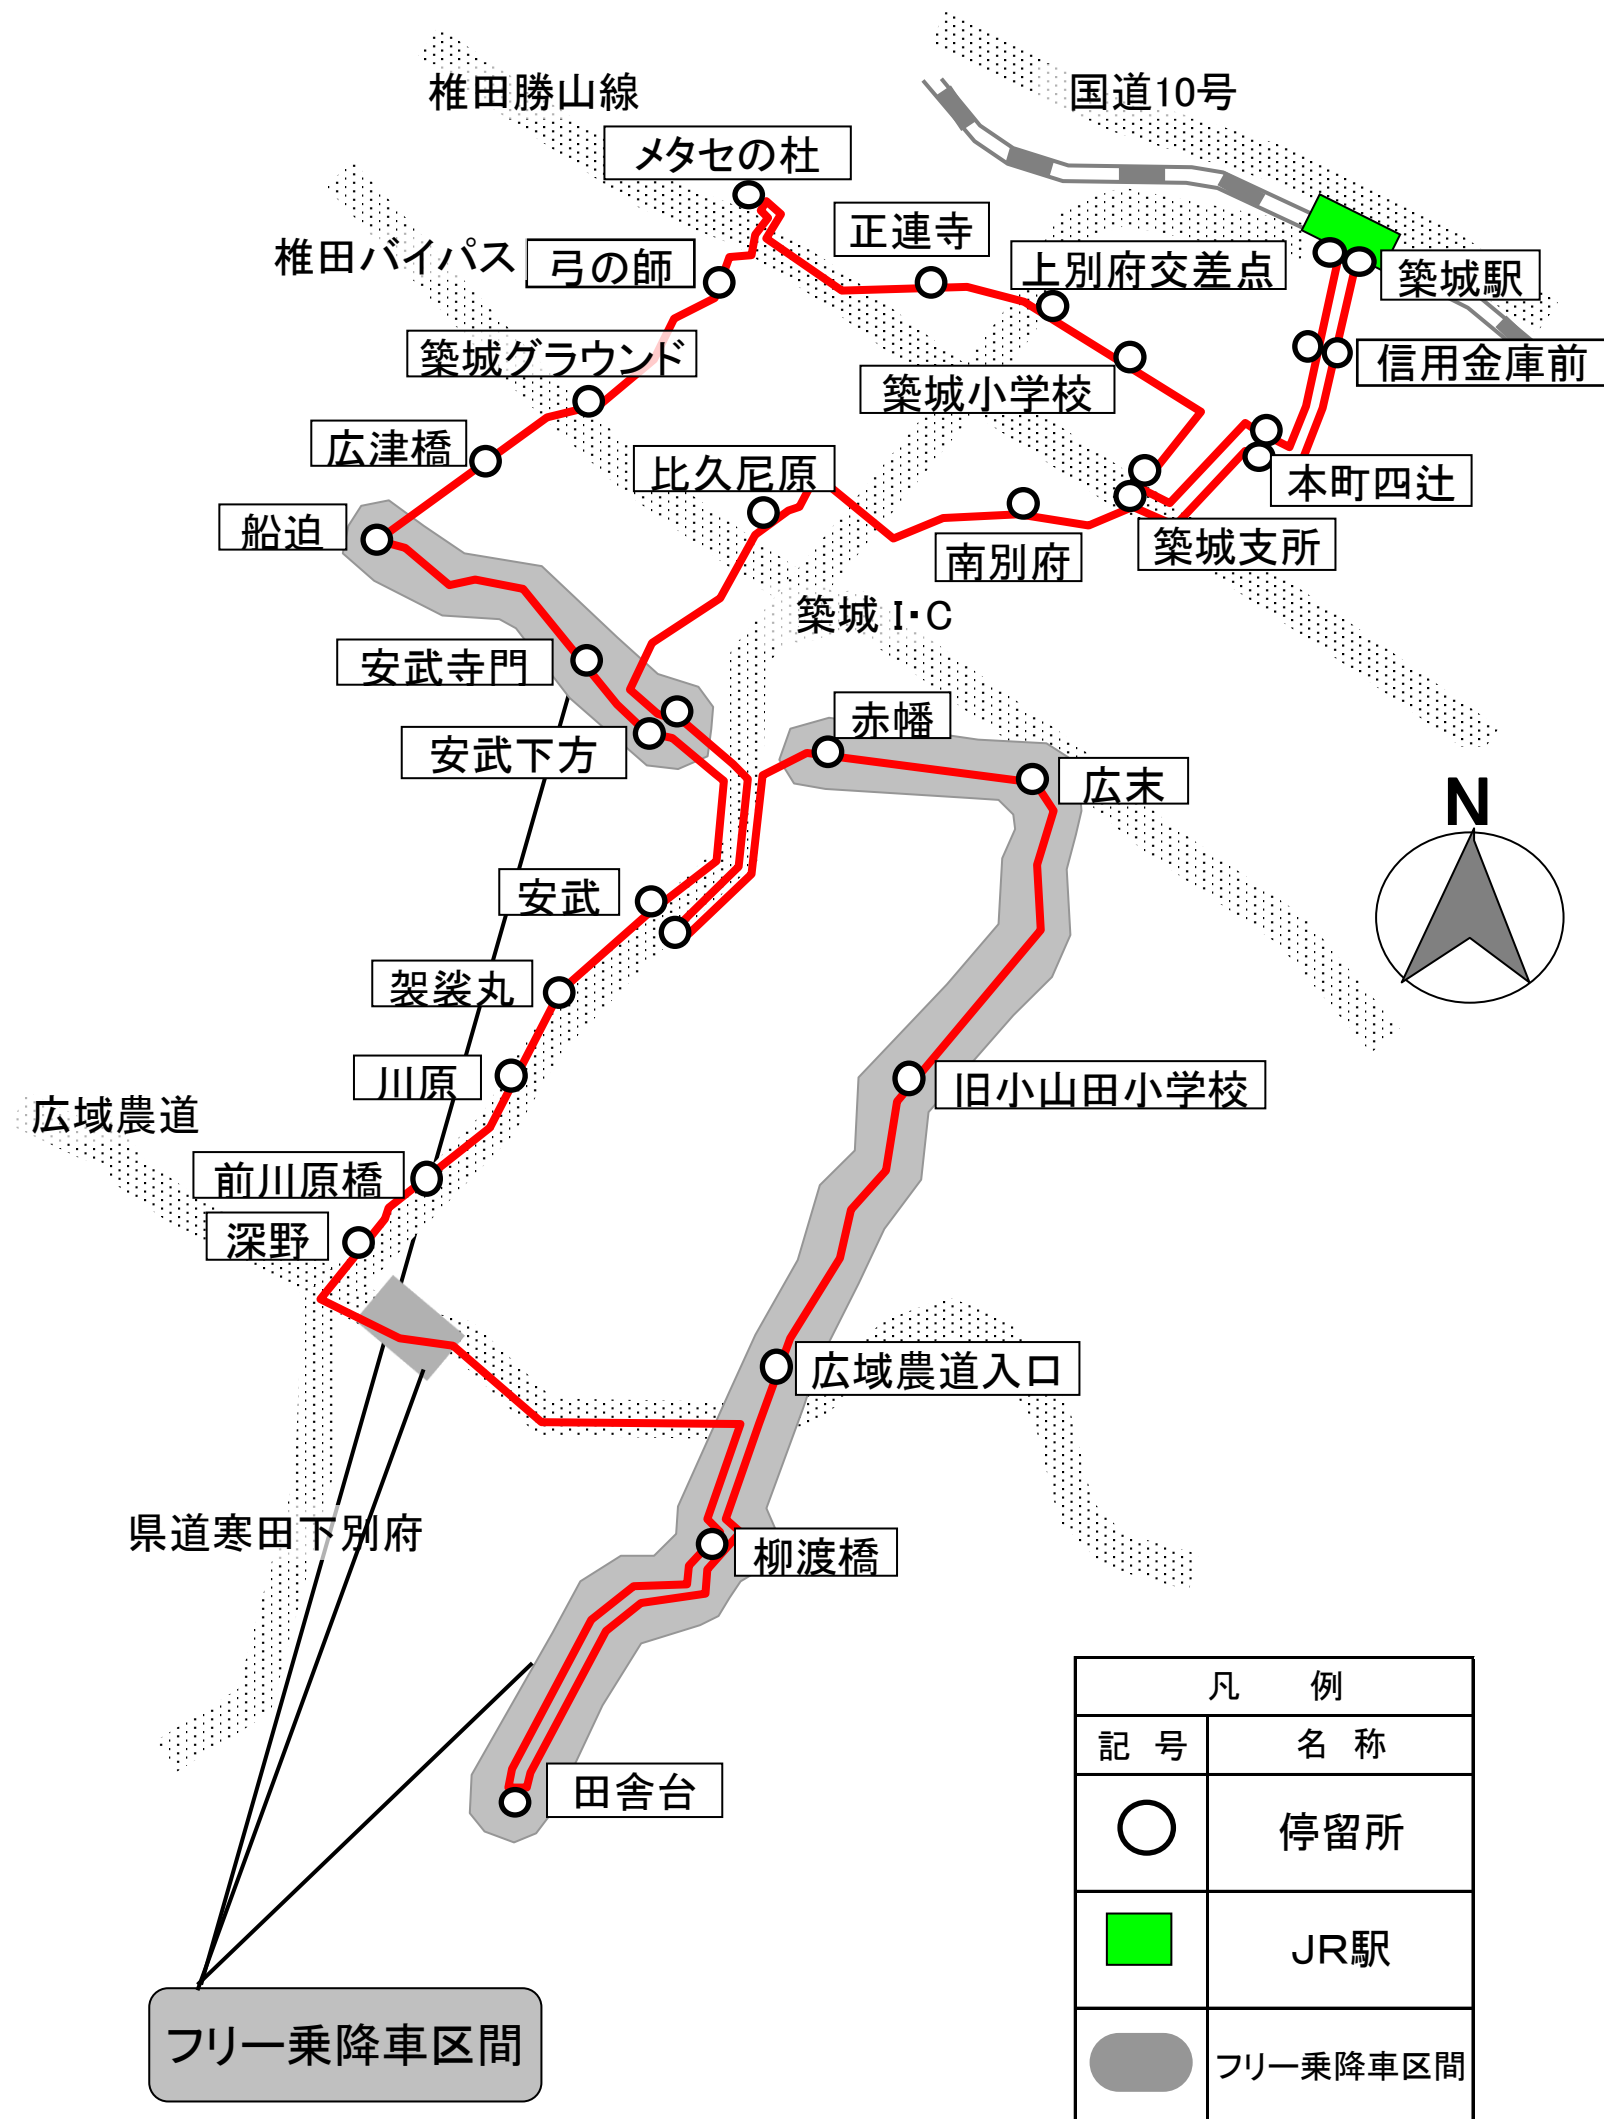 椎田勝山線
国道10号
メタセの杜
正連寺
椎田バイパス
弓の師
上別府交差点
築城駅
築城グラウンド
信用金庫前
築城小学校
広津橋
比久尼原
本町四辻
船迫
南別府
築城支所
築城 I・C
安武寺門
赤幡
安武下方
広末
N
安武
袈裟丸
川原
旧小山田小学校
広域農道
前川原橋
深野
広域農道入口
県道寒田下別府
柳渡橋
田舎台
フリー乗降車区間
凡 例
記 号 名 称
停留所
JR駅
フリー乗降車区間